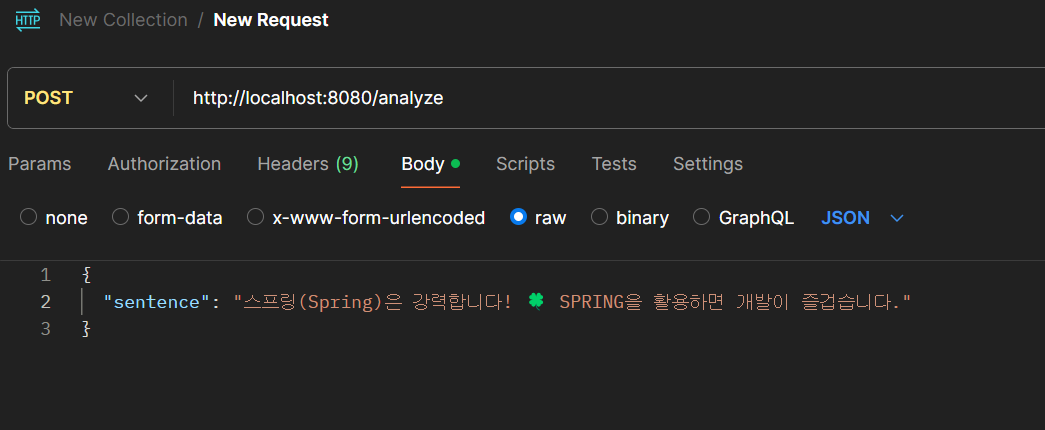 HTTP New Collection / New Request
POST http://localhost:8080/analyze
Params Authorization Headers (9) Body Scripts Tests Settings
none form-data x-www-form-urlencoded raw binary GraphQL JSON
1 {
2 "sentence": "스프링(Spring)은 강력합니다! 🍀 SPRING을 활용하면 개발이 즐겁습니다."
3 }